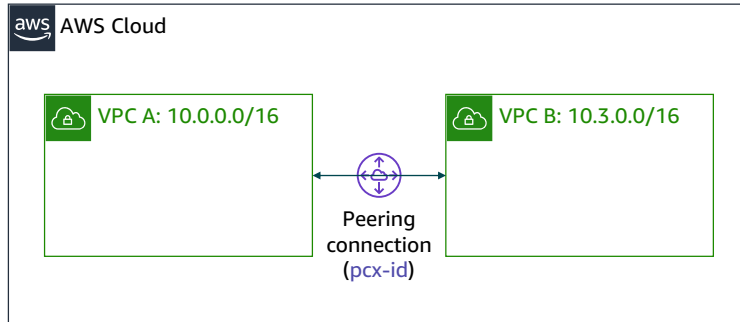 aws
AWS Cloud
VPC A: 10.0.0.0/16
VPC B: 10.3.0.0/16
Peering
connection
(pcx-id)